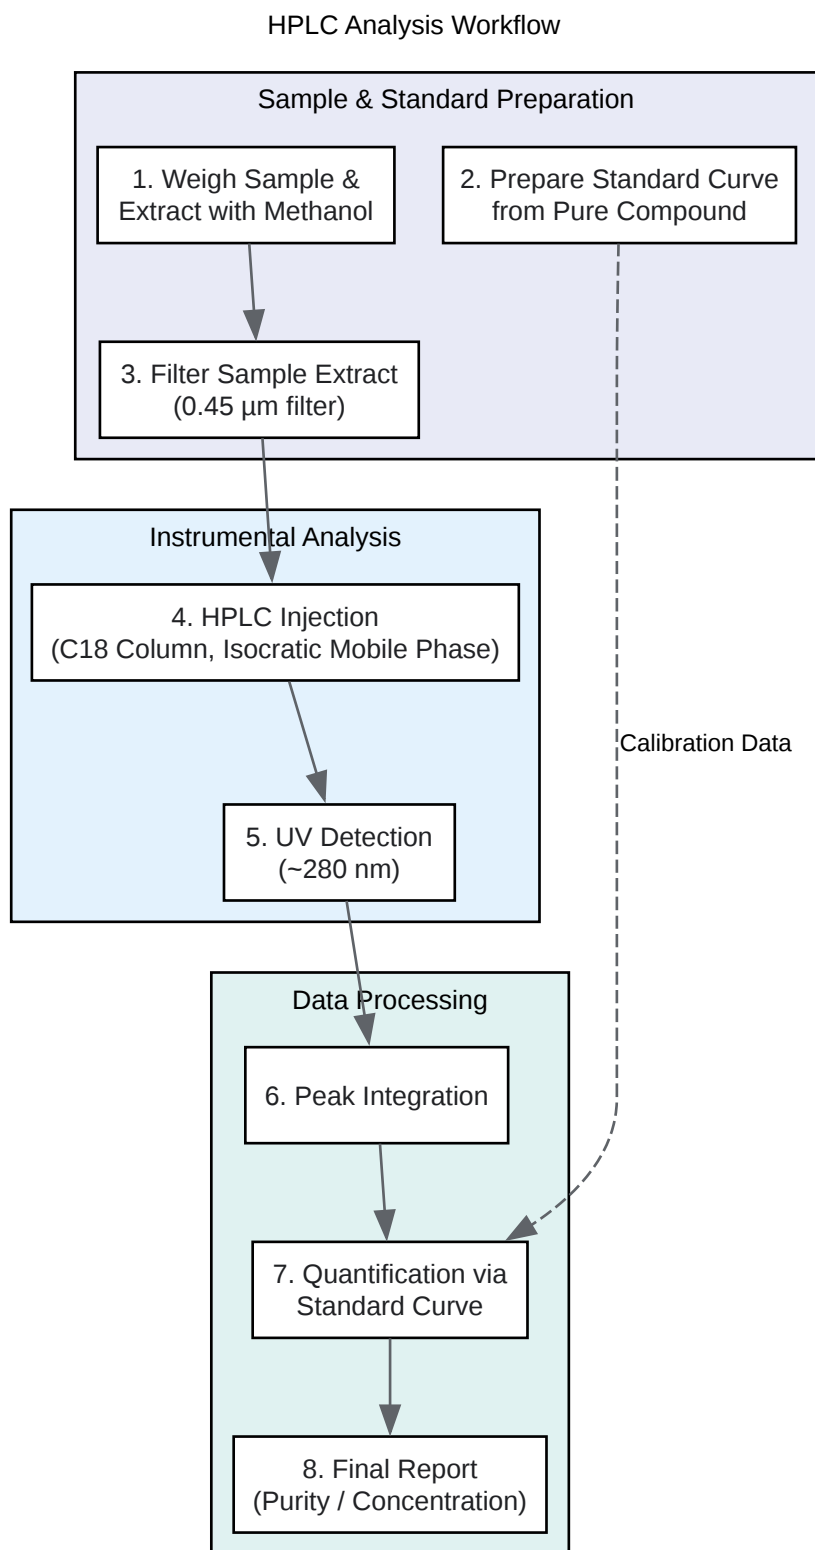 HPLC Analysis Workflow
Sample & Standard Preparation
1. Weigh Sample &
Extract with Methanol
2. Prepare Standard Curve
from Pure Compound
3. Filter Sample Extract
(0.45 µm filter)
Instrumental Analysis
4. HPLC Injection
(C18 Column, Isocratic Mobile Phase)
Calibration Data
5. UV Detection
(~280 nm)
Data Processing
6. Peak Integration
7. Quantification via
Standard Curve
8. Final Report
(Purity / Concentration)